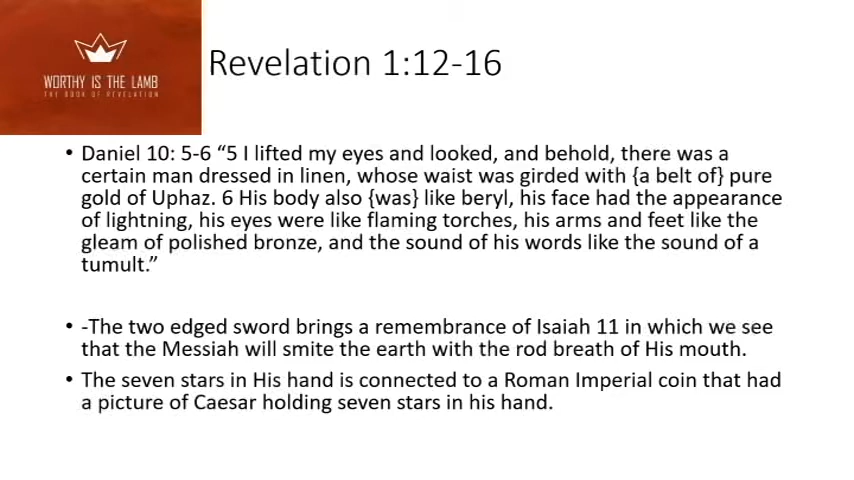 WORTHY IS THE LAMB
THE BOOK OF REVELATION
Revelation 1:12-16
• Daniel 10: 5-6 “5 I lifted my eyes and looked, and behold, there was a
certain man dressed in linen, whose waist was girded with {a belt of} pure
gold of Uphaz. 6 His body also {was} like beryl, his face had the appearance
of lightning, his eyes were like flaming torches, his arms and feet like the
gleam of polished bronze, and the sound of his words like the sound of a
tumult.”
• -The two edged sword brings a remembrance of Isaiah 11 in which we see
that the Messiah will smite the earth with the rod breath of His mouth.
• The seven stars in His hand is connected to a Roman Imperial coin that had
a picture of Caesar holding seven stars in his hand.